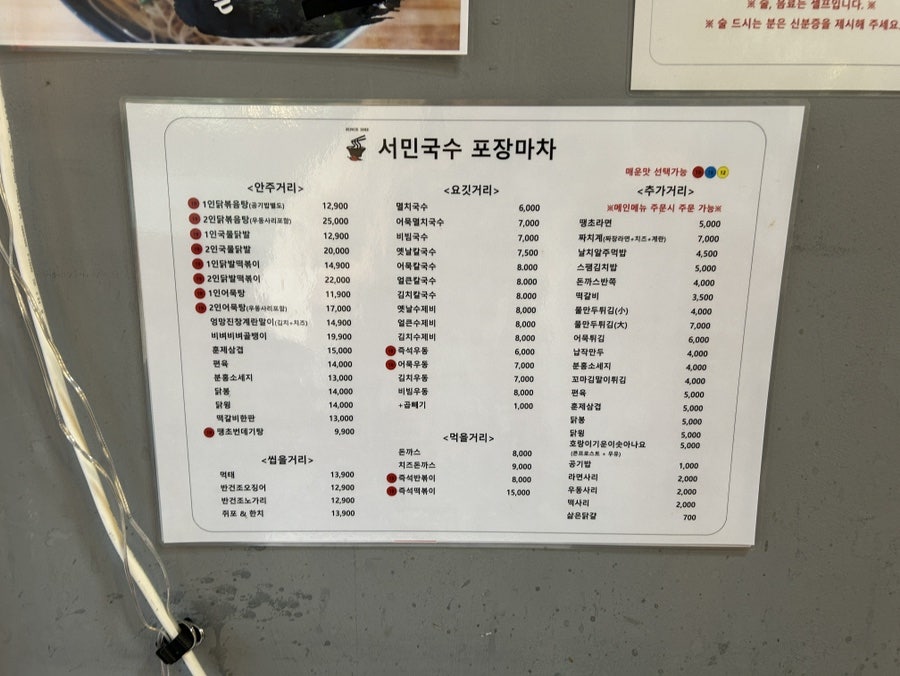 ※ 술, 음료는 셀프입니다. ※
※ 술 드시는 분은 신분증을 제시해 주세요.
서민국수 포장마차
매운맛 선택가능
<안주거리>
1인닭볶음탕(공기밥별도) 12,900
2인닭볶음탕(우동사리포함) 25,000
1인국물닭발 12,900
2인국물닭발 20,000
1인닭발떡볶이 14,900
2인닭발떡볶이 22,000
1인어묵탕 11,900
2인어묵탕(우동사리포함) 17,000
엉망진창계란말이(김치+치즈) 14,900
비벼비벼골뱅이 19,900
훈제삼겹 15,000
편육 14,000
분홍소세지 13,000
닭봉 14,000
닭윙 14,000
떡갈비한판 13,000
땡초번데기탕 9,900
<씹을거리>
먹태 13,900
반건조오징어 12,900
반건조노가리 12,900
쥐포 & 한치 13,900
<요깃거리>
멸치국수 6,000
어묵멸치국수 7,000
비빔국수 7,000
옛날칼국수 7,500
어묵칼국수 8.000
얼큰칼국수 8.000
김치칼국수 8.000
옛날수제비 8,000
얼큰수제비 8,000
김치수제비 8,000
즉석우동 6,000
어묵우동 7,000
김치우동 7,000
비빔우동 8,000
+곱빼기 1,000
<먹을거리>
돈까스 8,000
치즈돈까스 9,000
즉석반볶이 8,000
즉석떡볶이 15,000
<추가거리>
※메인메뉴 주문시 주문 가능※
땡초라면 5,000
짜치계(짜장라면+치즈+계란) 7,000
날치알주먹밥 4,500
스팸김치밥 5,000
돈까스반쪽 4,000
떡갈비 3,500
물만두튀김(小) 4,000
물만두튀김(大) 7,000
어묵튀김 6,000
납작만두 4,000
분홍소세지 4,000
꼬마김말이튀김 4,000
편육 5,000
훈제삼겹 5,000
닭봉 5,000
닭윙 5,000
호랑이기운이솟아나요 5,000
(콘프로스트 + 우유)
공기밥 1,000
라면사리 2,000
우동사리 2,000
떡사리 2,000
삶은닭걀 700